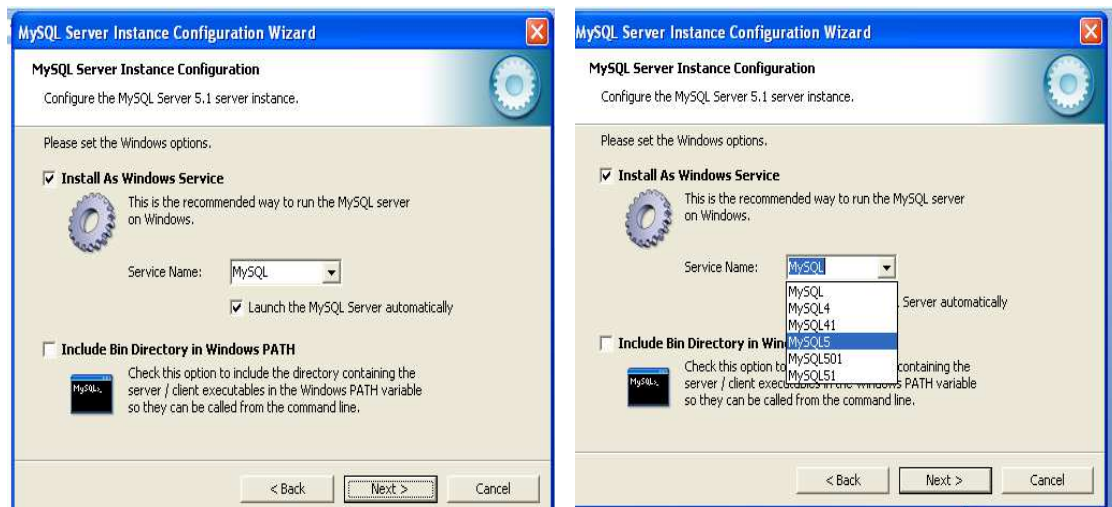 MySQL Server Instance Configuration Wizard
MySQL Server Instance Configuration
Configure the MySQL Server 5.1 server instance.
Please set the Windows options.
Install As Windows Service
This is the recommended way to run the MySQL server
on Windows.
Service Name:
MySQL
Launch the MySQL Server automatically
Include Bin Directory in Windows PATH
MySQL>_
Check this option to include the directory containing the
server / client executables in the Windows PATH variable
so they can be called from the command line.
< Back
Next >
Cancel
MySQL Server Instance Configuration Wizard
MySQL Server Instance Configuration
Configure the MySQL Server 5.1 server instance.
Please set the Windows options.
Install As Windows Service
This is the recommended way to run the MySQL server
on Windows.
Service Name:
MySQL
MySQL
MySQL4
MySQL41
MySQL5
MySQL501
MySQL51
Server automatically
Include Bin Directory in Win
Check this option to containing the
server / client executables in the Windows PATH variable
so they can be called from the command line.
MySQL>_
< Back
Next >
Cancel